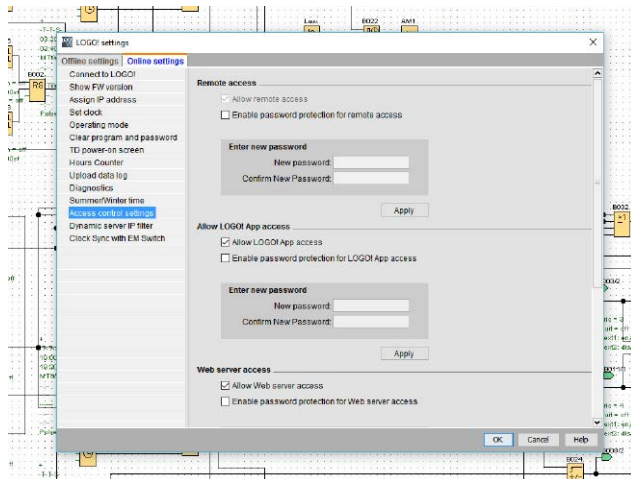 LOGO! settings
Offline settings
Online settings
Connect to LOGO!
Show FW version
Assign IP address
Set clock
Operating mode
Clear program and password
TD power-on screen
Hours Counter
Upload data log
Diagnostics
Summer/Winter time
Access control settings
Dynamic server IP filter
Clock Sync with EM Switch
Remote access
Allow remote access
Enable password protection for remote access
Enter new password
New password:
Confirm New Password:
Apply
Allow LOGO! App access
Allow LOGO! App access
Enable password protection for LOGO! App access
Enter new password
New password:
Confirm New Password:
Apply
Web server access
Allow Web server access
Enable password protection for Web server access
OK
Cancel
Help
B022
AM1
B002
RS
B032
≥1
B024